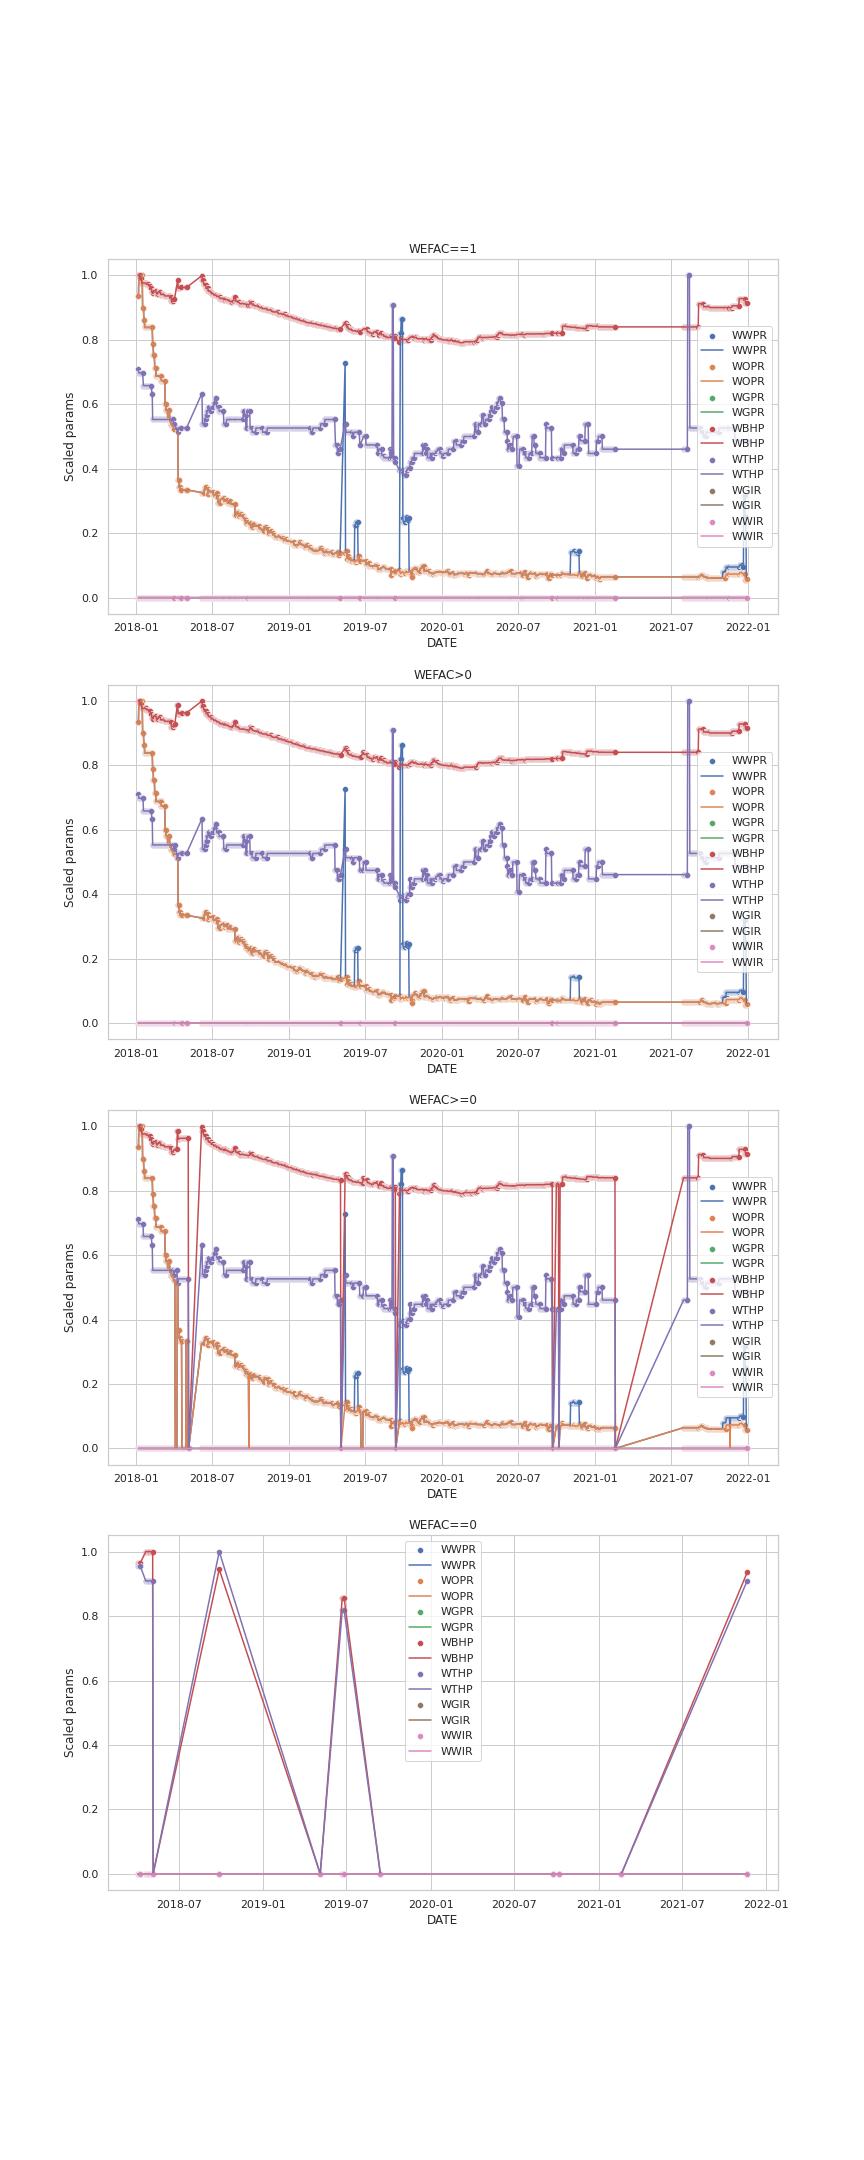 WEFAC==1
1.0
0.8
0.6
0.4
0.2
0.0
Scaled params
WWPR
WWPR
WOPR
WOPR
WGPR
WGPR
WBHP
WBHP
WTHP
WTHP
WGIR
WGIR
WWIR
WWIR
2018-01 2018-07 2019-01 2019-07 2020-01 2020-07 2021-01 2021-07 2022-01
DATE
WEFAC>0
1.0
0.8
0.6
0.4
0.2
0.0
Scaled params
WWPR
WWPR
WOPR
WOPR
WGPR
WGPR
WBHP
WBHP
WTHP
WTHP
WGIR
WGIR
WWIR
WWIR
2018-01 2018-07 2019-01 2019-07 2020-01 2020-07 2021-01 2021-07 2022-01
DATE
WEFAC>=0
1.0
0.8
0.6
0.4
0.2
0.0
Scaled params
WWPR
WWPR
WOPR
WOPR
WGPR
WGPR
WBHP
WBHP
WTHP
WTHP
WGIR
WGIR
WWIR
WWIR
2018-01 2018-07 2019-01 2019-07 2020-01 2020-07 2021-01 2021-07 2022-01
DATE
WEFAC==0
1.0
0.8
0.6
0.4
0.2
0.0
Scaled params
WWPR
WWPR
WOPR
WOPR
WGPR
WGPR
WBHP
WBHP
WTHP
WTHP
WGIR
WGIR
WWIR
WWIR
2018-07 2019-01 2019-07 2020-01 2020-07 2021-01 2021-07 2022-01
DATE